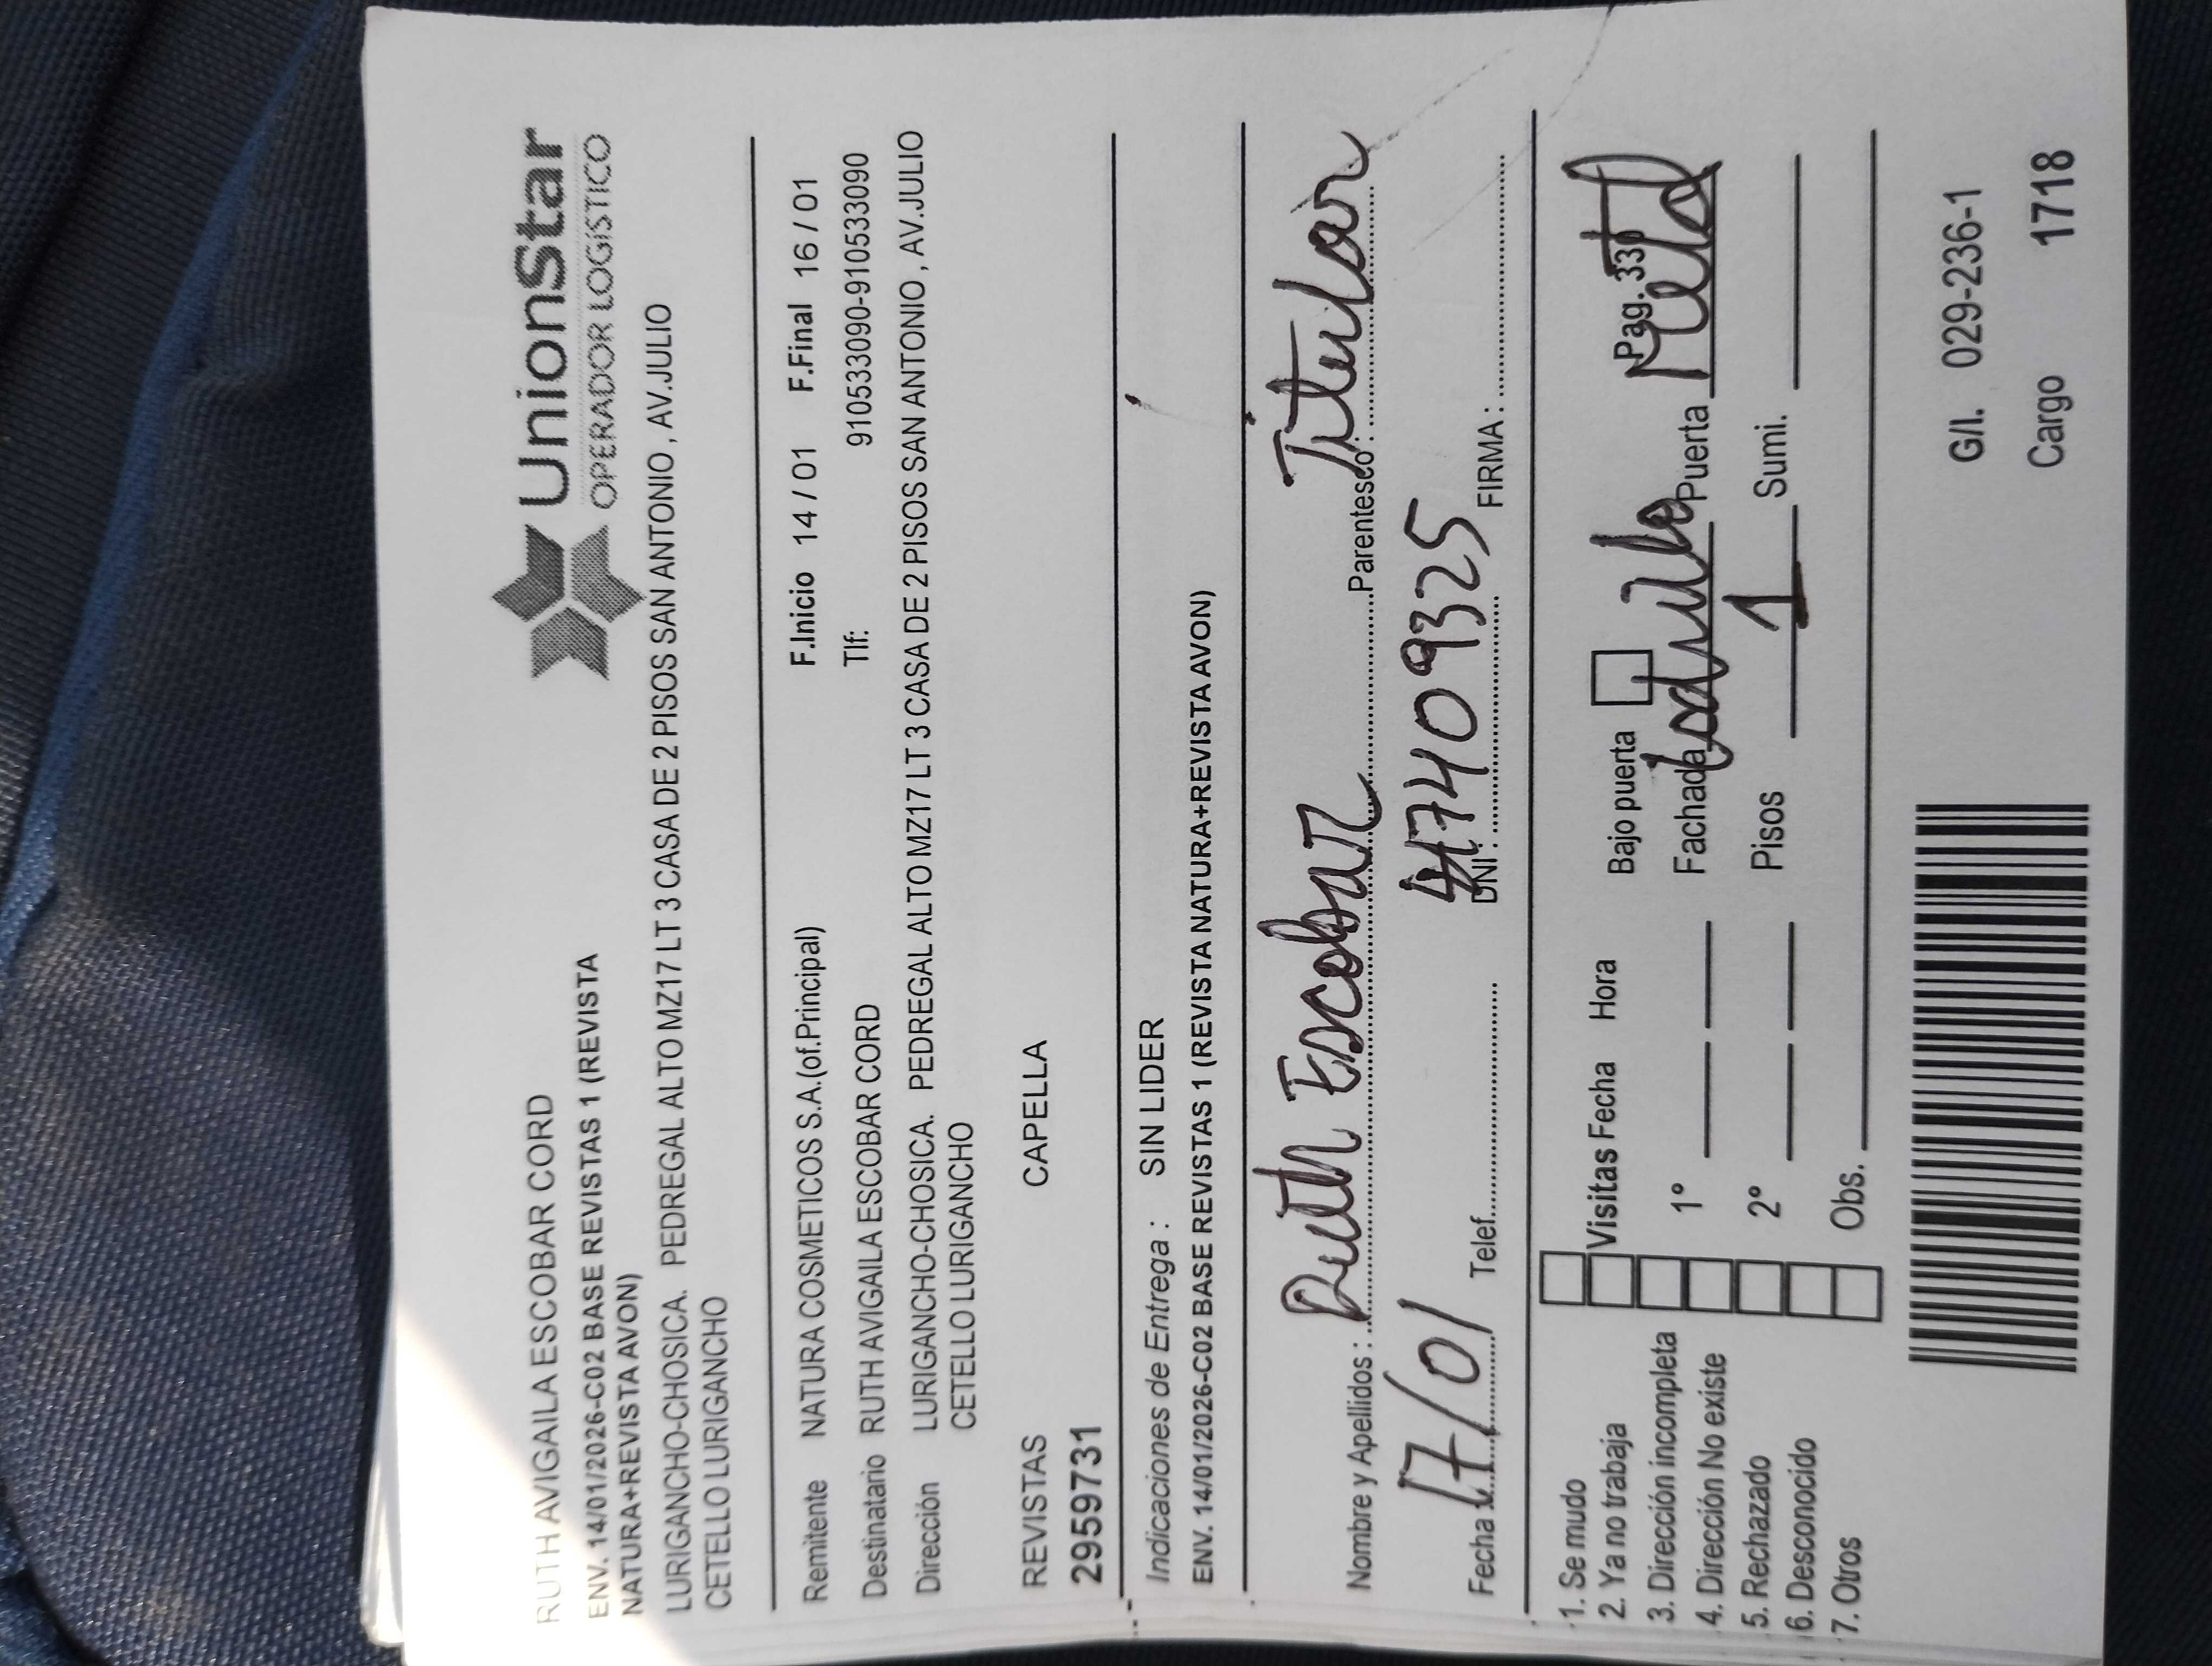 UnionStar
OPERADOR LOGÍSTICO
RUTH AVIGAILA ESCOBAR CORD
ENV. 14/01/2026-C02 BASE REVISTAS 1 (REVISTA
NATURA+REVISTA AVON)
LURIGANCHO-CHOSICA. PEDREGAL ALTO MZ17 LT 3 CASA DE 2 PISOS SAN ANTONIO , AV.JULIO
CETELLO LURIGANCHO
Remitente NATURA COSMETICOS S.A.(of.Principal) F.Inicio 14 / 01 F.Final 16 / 01
Destinatario RUTH AVIGAILA ESCOBAR CORD Tlf: 910533090-910533090
Dirección LURIGANCHO-CHOSICA. PEDREGAL ALTO MZ17 LT 3 CASA DE 2 PISOS SAN ANTONIO , AV.JULIO
CETELLO LURIGANCHO
REVISTAS CAPELLA
2959731
Indicaciones de Entrega : SIN LIDER
ENV. 14/01/2026-C02 BASE REVISTAS 1 (REVISTA NATURA+REVISTA AVON)
Nombre y Apellidos : Ruth Escobar Parentesco: Titular
Fecha 17/01 Telef. DNI : 47409325 FIRMA :
1. Se mudo
2. Ya no trabaja
3. Dirección incompleta
4. Dirección No existe
5. Rechazado
6. Desconocido
7. Otros
Visitas Fecha Hora Bajo puerta Pag. 330
1° Fachada Ladrillo Puerta Metal
2° Pisos 1 Sumi.
Obs.
G/I. 029-236-1
Cargo 1718